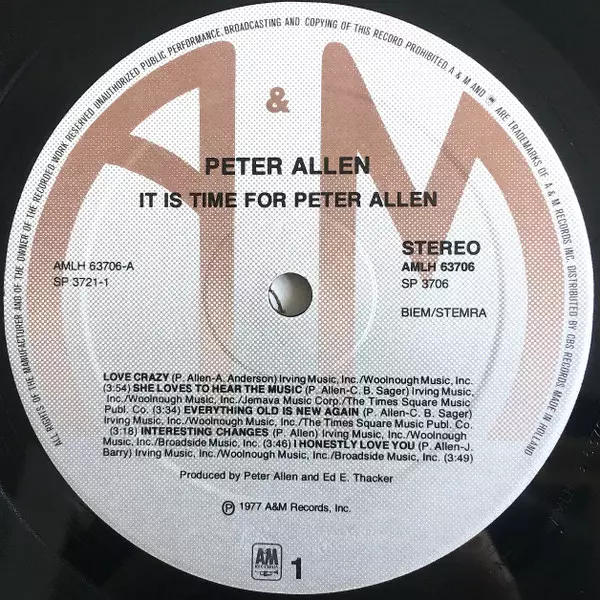 ALL RIGHTS OF THE MANUFACTURER AND OF THE OWNER OF THE RECORDED WORK RESERVED UNAUTHORIZED PUBLIC PERFORMANCE, BROADCASTING AND COPYING OF THIS RECORD PROHIBITED. A & M AND ARE TRADEMARKS OF A & M RECORDS INC. DISTRIBUTED BY CBS RECORDS. MADE IN HOLLAND
A & M
PETER ALLEN
IT IS TIME FOR PETER ALLEN
AMLH 63706-A
SP 3721-1
STEREO
AMLH 63706
SP 3706
BIEM/STEMRA
LOVE CRAZY (P. Allen-A. Anderson) Irving Music, Inc./Woolnough Music, Inc.
(3:54) SHE LOVES TO HEAR THE MUSIC (P. Allen-C. B. Sager) Irving Music,
Inc./Woolnough Music, Inc./Jemava Music Corp./The Times Square Music
Publ. Co. (3:34) EVERYTHING OLD IS NEW AGAIN (P. Allen-C. B. Sager)
Irving Music, Inc./Woolnough Music, Inc./The Times Square Music Publ. Co.
(3:18) INTERESTING CHANGES (P. Allen) Irving Music, Inc./Woolnough
Music, Inc./Broadside Music, Inc. (3:46) I HONESTLY LOVE YOU (P. Allen-J.
Barry) Irving Music, Inc./Woolnough Music, Inc./Broadside Music, Inc. (3:49)
Produced by Peter Allen and Ed E. Thacker
℗ 1977 A&M Records, Inc.
AM
RECORDS
1